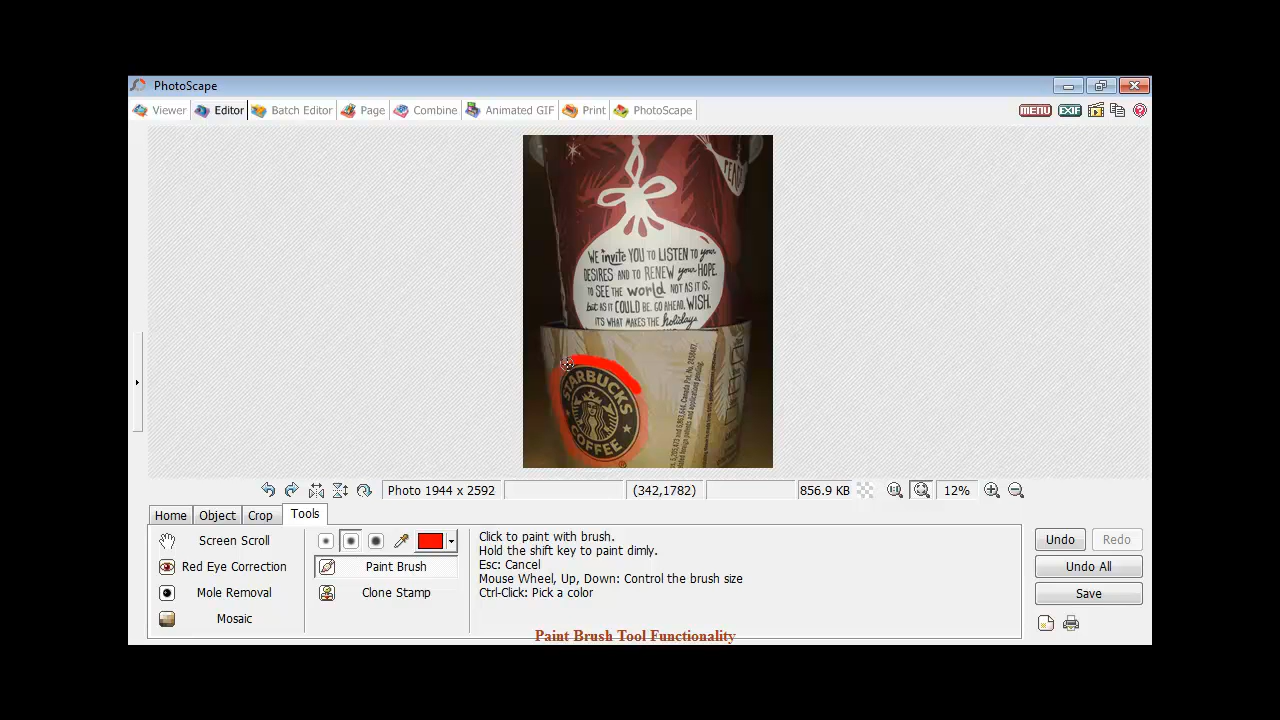 PhotoScape
Viewer Editor Batch Editor Page Combine Animated GIF Print PhotoScape MENU EXIF
PEACE
WE invite YOU TO LISTEN to your
DESIRES AND TO RENEW your HOPE.
TO SEE THE world NOT AS IT IS,
but AS IT COULD BE. GO AHEAD. WISH.
IT'S WHAT MAKES THE holidays
STARBUCKS
COFFEE
Photo 1944 x 2592 (342,1782) 856.9 KB 12%
Home Object Crop Tools
Screen Scroll
Red Eye Correction
Mole Removal
Mosaic
Paint Brush
Clone Stamp
Click to paint with brush.
Hold the shift key to paint dimly.
Esc: Cancel
Mouse Wheel, Up, Down: Control the brush size
Ctrl-Click: Pick a color
Undo Redo
Undo All
Save
Paint Brush Tool Functionality